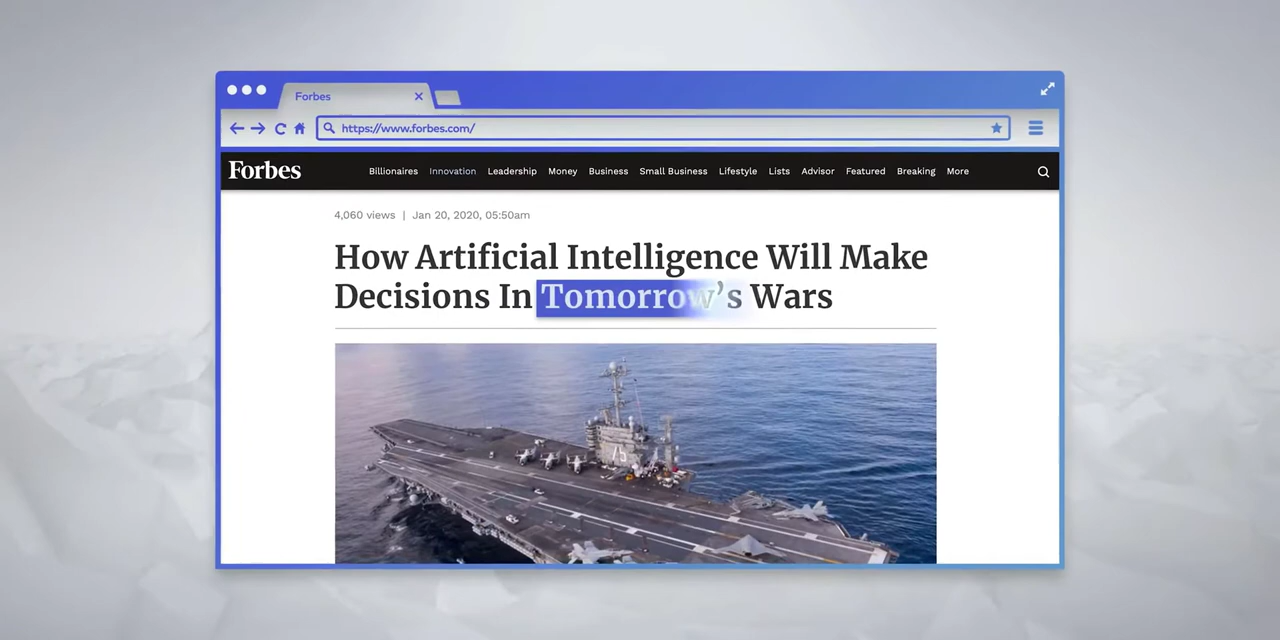 Forbes
https://www.forbes.com/
Forbes Billionaires Innovation Leadership Money Business Small Business Lifestyle Lists Advisor Featured Breaking More
4,060 views | Jan 20, 2020, 05:50am
How Artificial Intelligence Will Make
Decisions In Tomorrow’s Wars
75